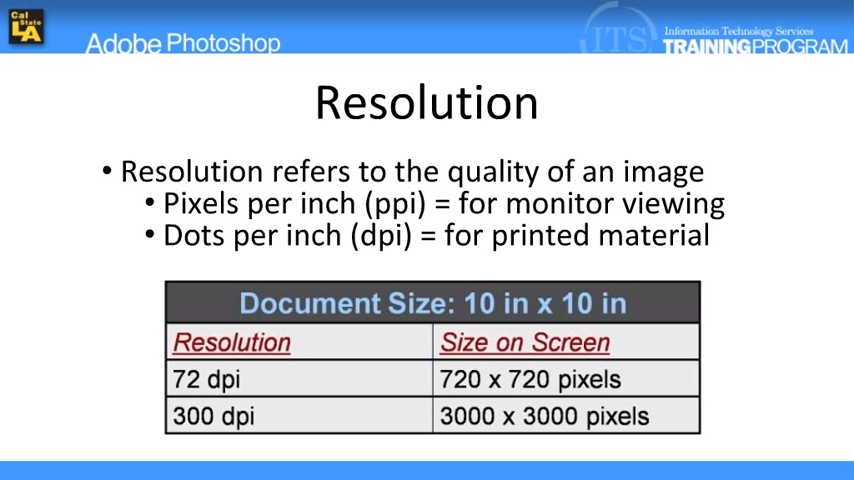 Cal
State
LA
Adobe Photoshop
ITS
Information Technology Services
TRAINING PROGRAM
Resolution
• Resolution refers to the quality of an image
• Pixels per inch (ppi) = for monitor viewing
• Dots per inch (dpi) = for printed material
Document Size: 10 in x 10 in
Resolution Size on Screen
72 dpi 720 x 720 pixels
300 dpi 3000 x 3000 pixels